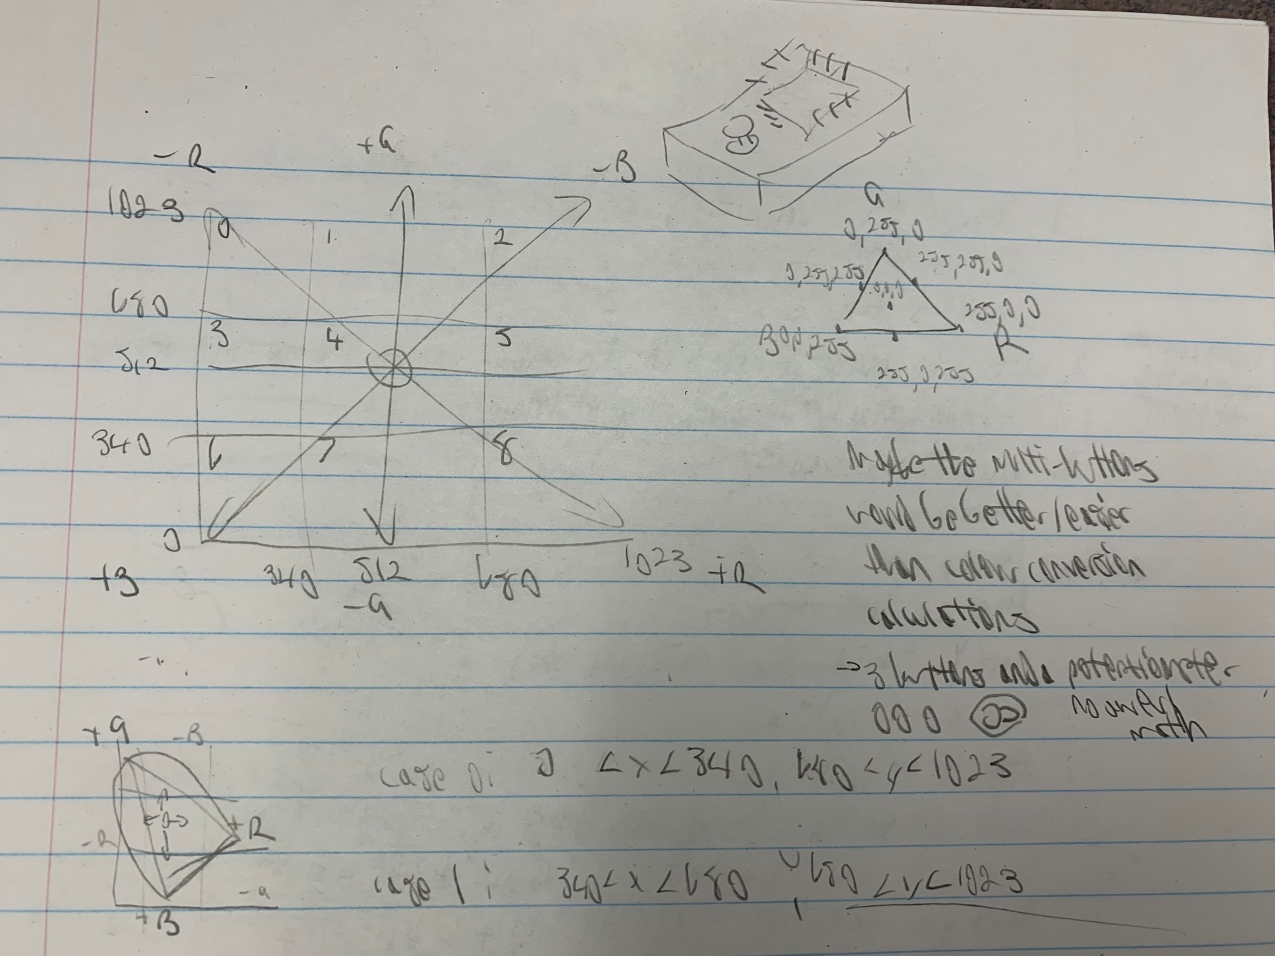 -R
+G
-B
1023
0
1
2
680
3
4
5
512
340
6
7
8
0
+B
340
512
680
1023
+R
-G
G
0,255,0
0,255,255
255,255,0
0,0,0
255,0,0
B 0,0,255
R
255,0,255
Maybe the multi-buttons
would be better/easier
than colour conversion
calculations
→ 3 buttons and a potentiometer
000
math
+G
-B
-R
+R
-G
+B
case 0: 0 <x<340, 680 <y<1023
case 1: 340<x<680, 680 <y<1023